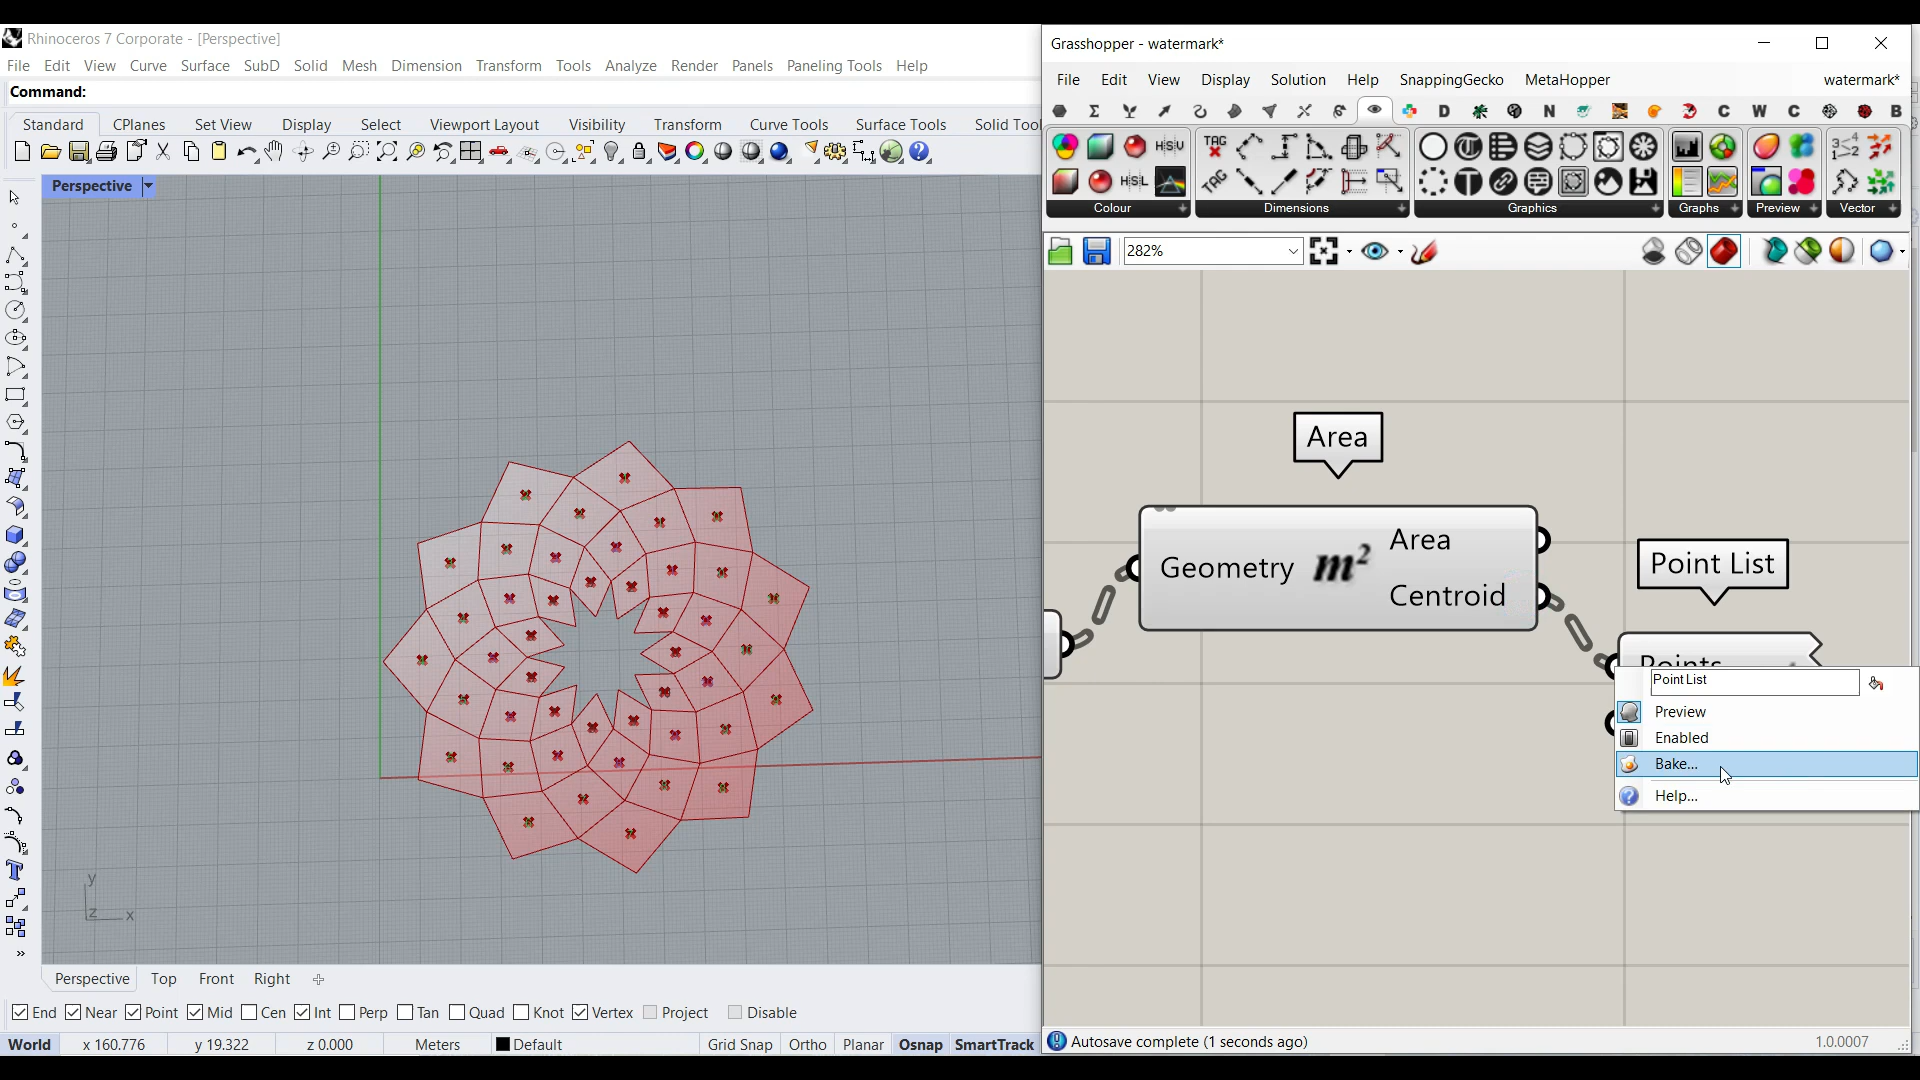 Rhinoceros 7 Corporate - [Perspective]
File Edit View Curve Surface SubD Solid Mesh Dimension Transform Tools Analyze Render Panels Paneling Tools Help
Command:
Standard CPlanes Set View Display Select Viewport Layout Visibility Transform Curve Tools Surface Tools Solid Tool
Perspective
y
z x
Perspective Top Front Right
End Near Point Mid Cen Int Perp Tan Quad Knot Vertex Project Disable
World x 160.776 y 19.322 z 0.000 Meters Default Grid Snap Ortho Planar Osnap SmartTrack
Grasshopper - watermark*
File Edit View Display Solution Help SnappingGecko MetaHopper watermark*
D N C W C B
H·S·V TAG
H·S·L TAG
Colour Dimensions Graphics Graphs Preview Vector
282%
Area
Geometry m² Area
Centroid
Point List
Points
Point List
Preview
Enabled
Bake...
Help...
Autosave complete (1 seconds ago) 1.0.0007